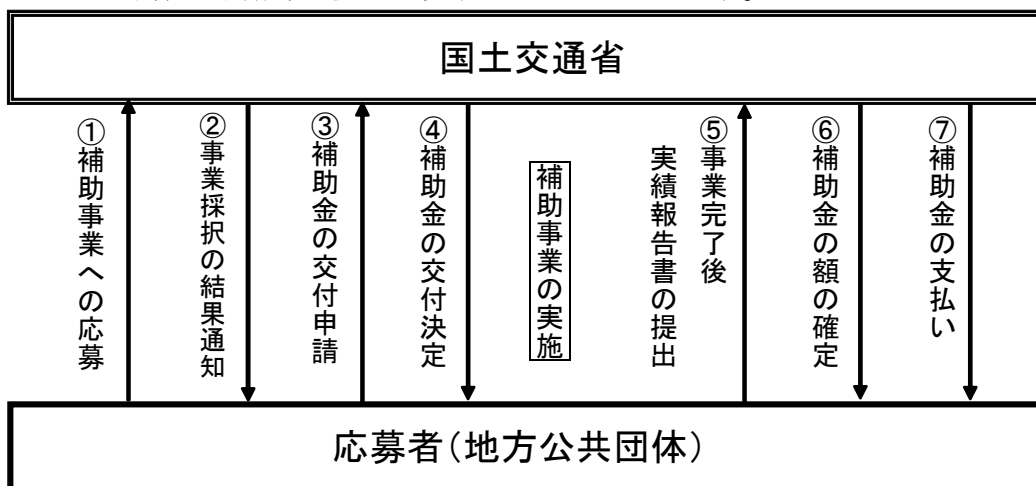 国土交通省
①補助事業への応募
②事業採択の結果通知
③補助金の交付申請
④補助金の交付決定
補助事業の実施
⑤事業完了後
実績報告書の提出
⑥補助金の額の確定
⑦補助金の支払い
応募者(地方公共団体)